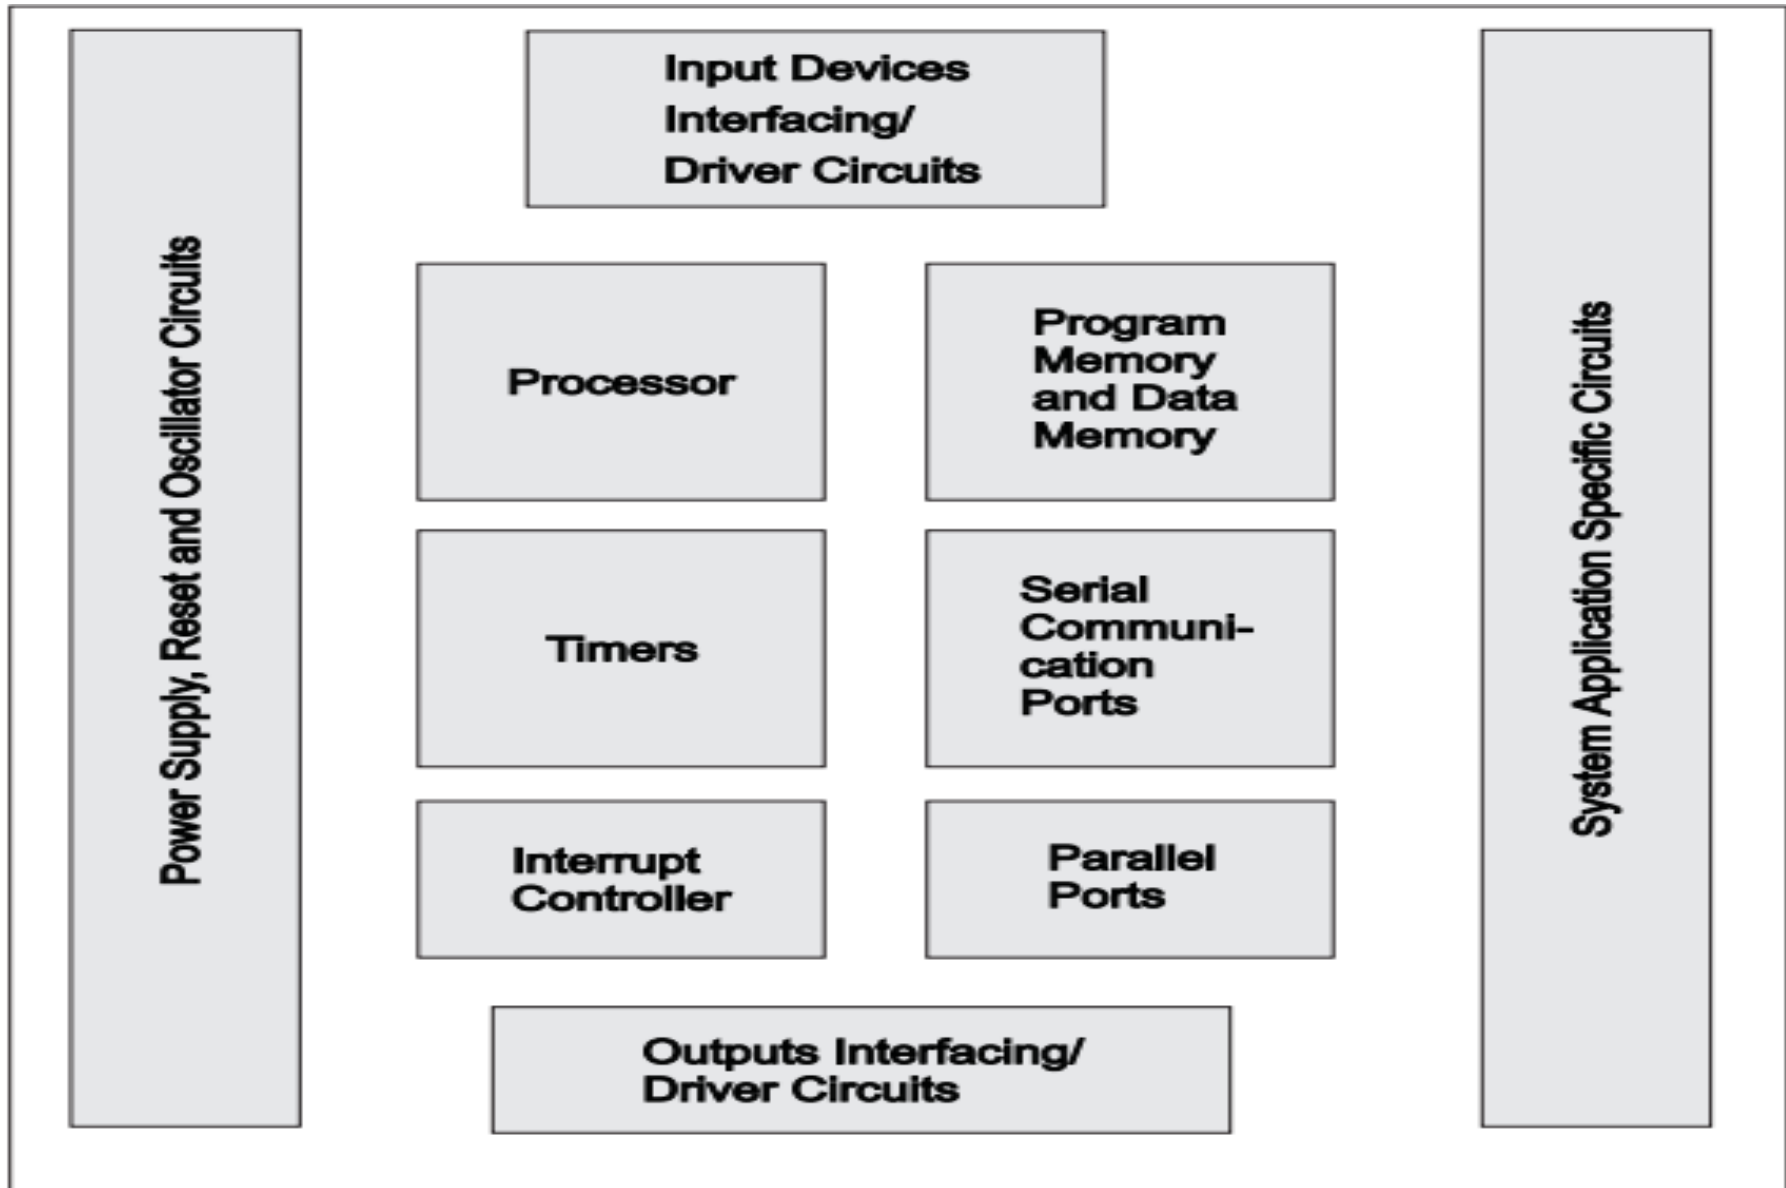 Power Supply, Reset and Oscillator Circuits
Input Devices
Interfacing/
Driver Circuits
Processor
Program
Memory
and Data
Memory
Timers
Serial
Communi-
cation
Ports
Interrupt
Controller
Parallel
Ports
Outputs Interfacing/
Driver Circuits
System Application Specific Circuits